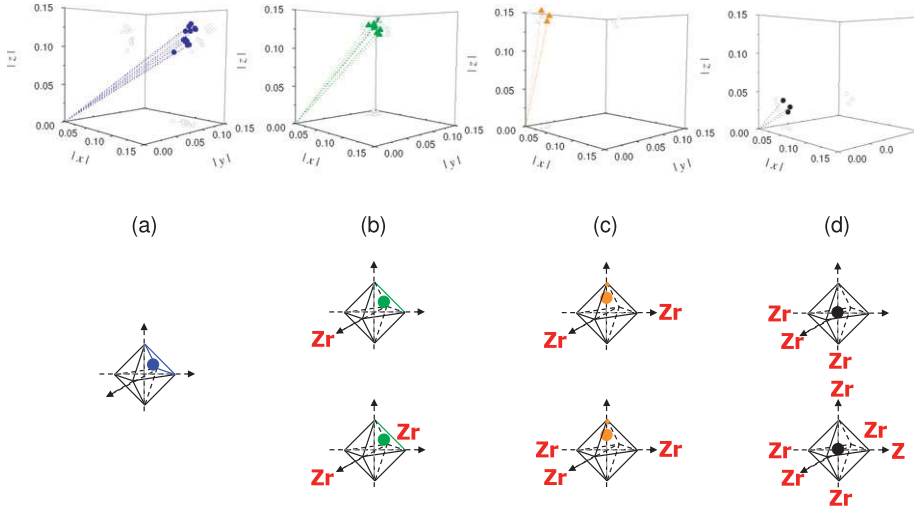 0.15 0.15 0.15 0.15
0.10 0.10 0.10 0.10
| z | | z | | z | | z |
0.05 0.05 0.05 0.05
0.00 0.00 0.00 0.00
0.05 0.10 0.15 0.00 0.05 0.10 0.15
| x | | y |
0.05 0.10 0.15 0.00 0.05 0.10 0.15
| x | | y |
0.05 0.10 0.15 0.00 0.05 0.10 0.15
| x | | y |
0.05 0.10 0.15 0.00 0.0
| x |
(a) (b) (c) (d)
Zr Zr Zr Zr Zr Zr
Zr
Zr
Zr Zr Zr Zr Zr Zr Zr Zr Z
Zr